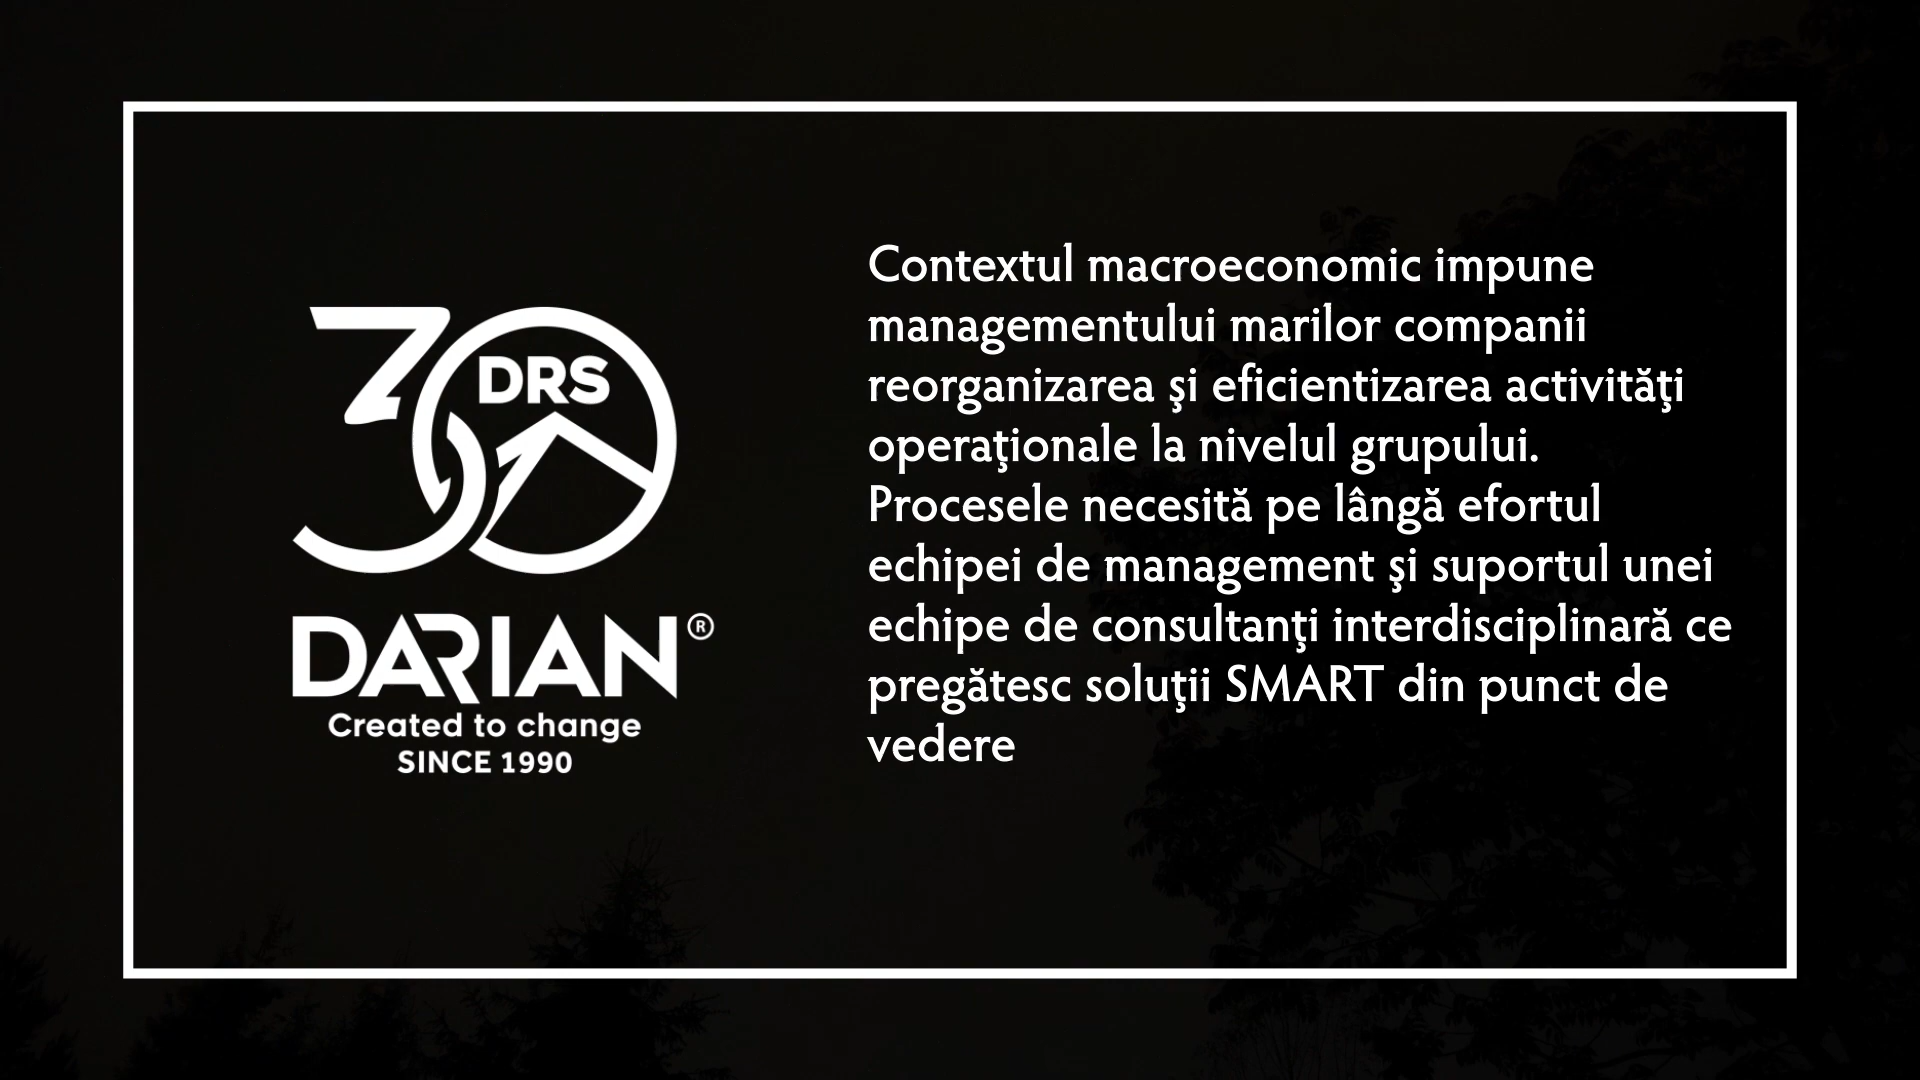 30
DRS
DARIAN®
Created to change
SINCE 1990
Contextul macroeconomic impune
managementului marilor companii
reorganizarea şi eficientizarea activităţi
operaţionale la nivelul grupului.
Procesele necesită pe lângă efortul
echipei de management şi suportul unei
echipe de consultanţi interdisciplinară ce
pregătesc soluţii SMART din punct de
vedere